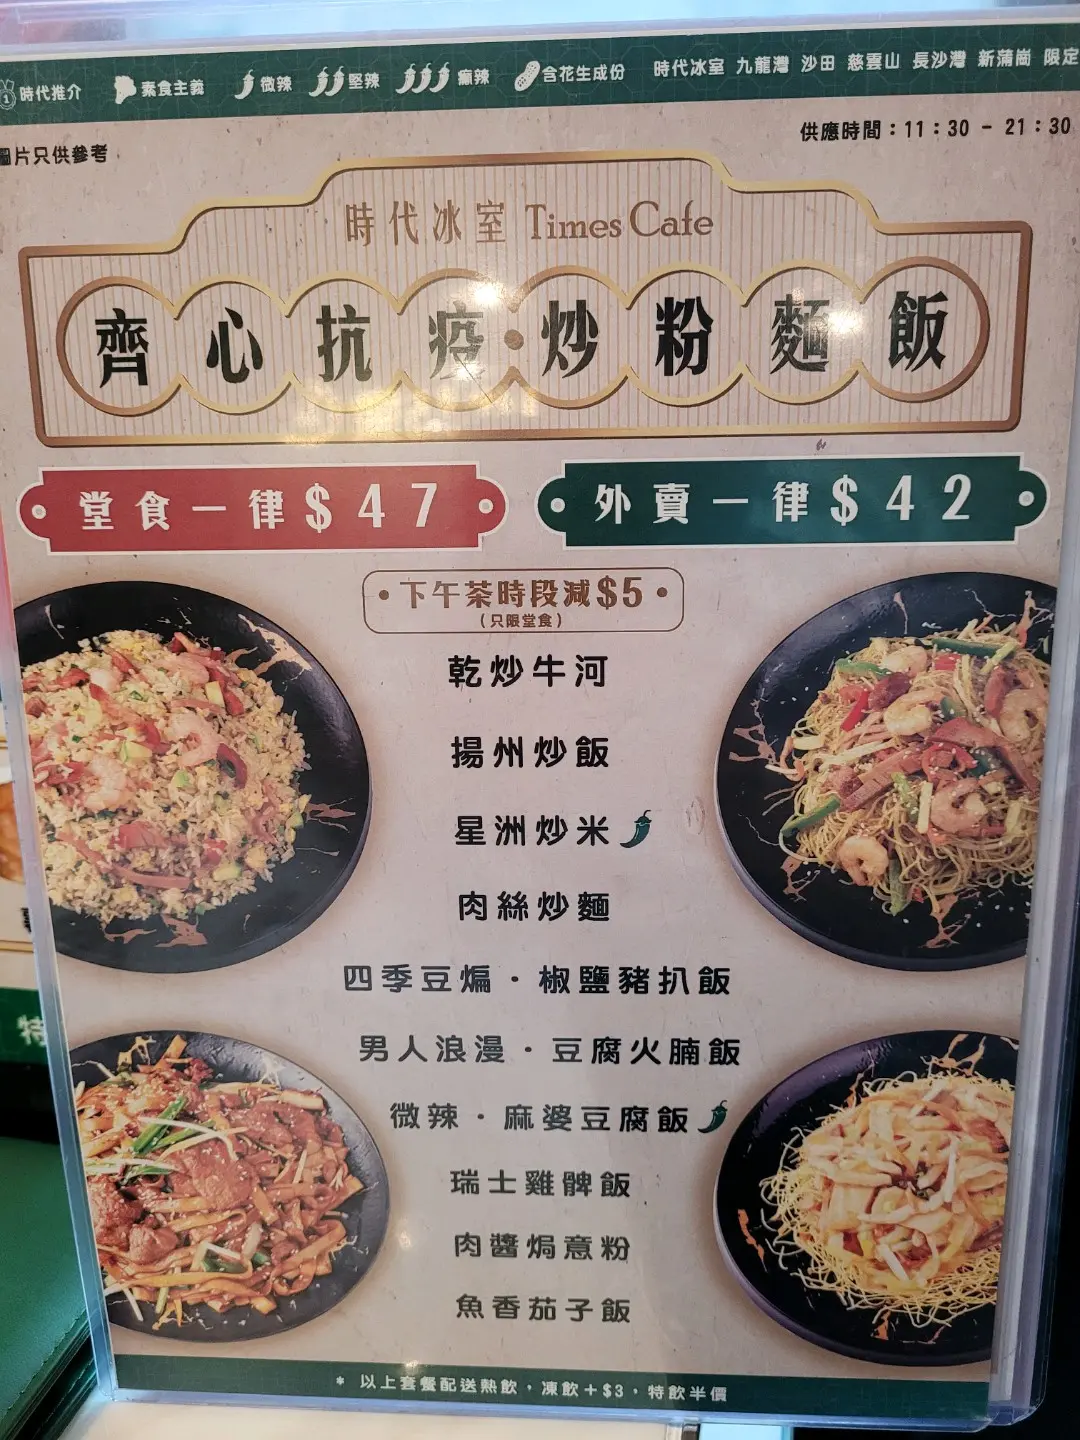 時代推介 素食主義 微辣 堅辣 癲辣 含花生成份 時代冰室 九龍灣 沙田 慈雲山 長沙灣 新蒲崗 限定
圖片只供參考
供應時間：11：30 - 21：30
時代冰室 Times Cafe
齊心抗疫·炒粉麵飯
堂食一律$47
外賣一律$42
·下午茶時段減$5·
(只限堂食)
乾炒牛河
揚州炒飯
星洲炒米
肉絲炒麵
四季豆煸·椒鹽豬扒飯
男人浪漫·豆腐火腩飯
微辣·麻婆豆腐飯
瑞士雞髀飯
肉醬焗意粉
魚香茄子飯
* 以上套餐配送熱飲，凍飲+$3，特飲半價
特